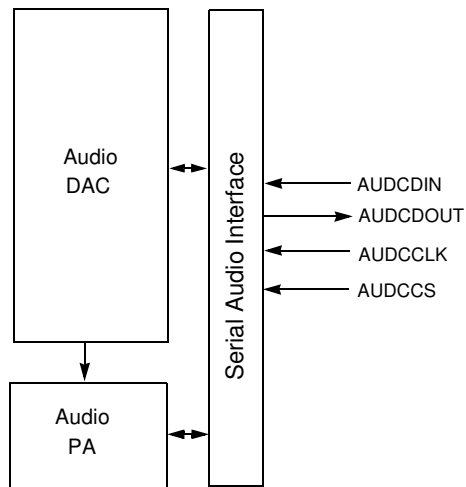 Audio
DAC
Serial Audio Interface
AUDCDIN
AUDCDOUT
AUDCCLK
AUDCCS
Audio
PA